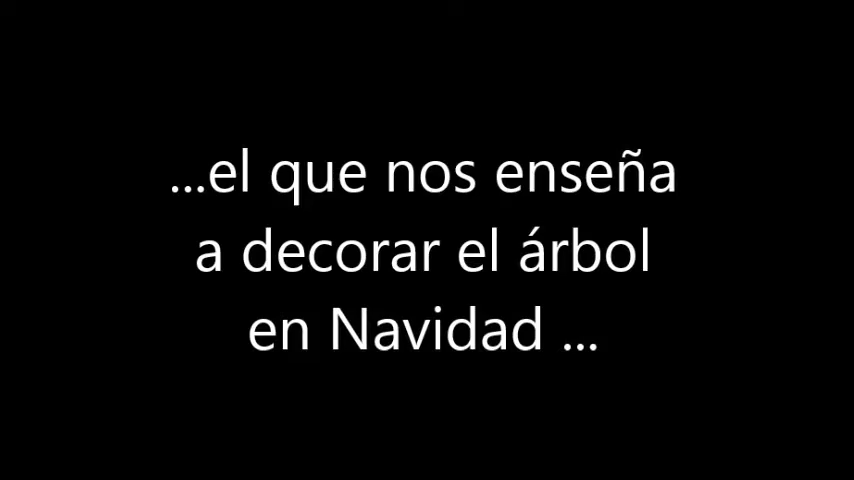 ...el que nos enseña
a decorar el árbol
en Navidad ...